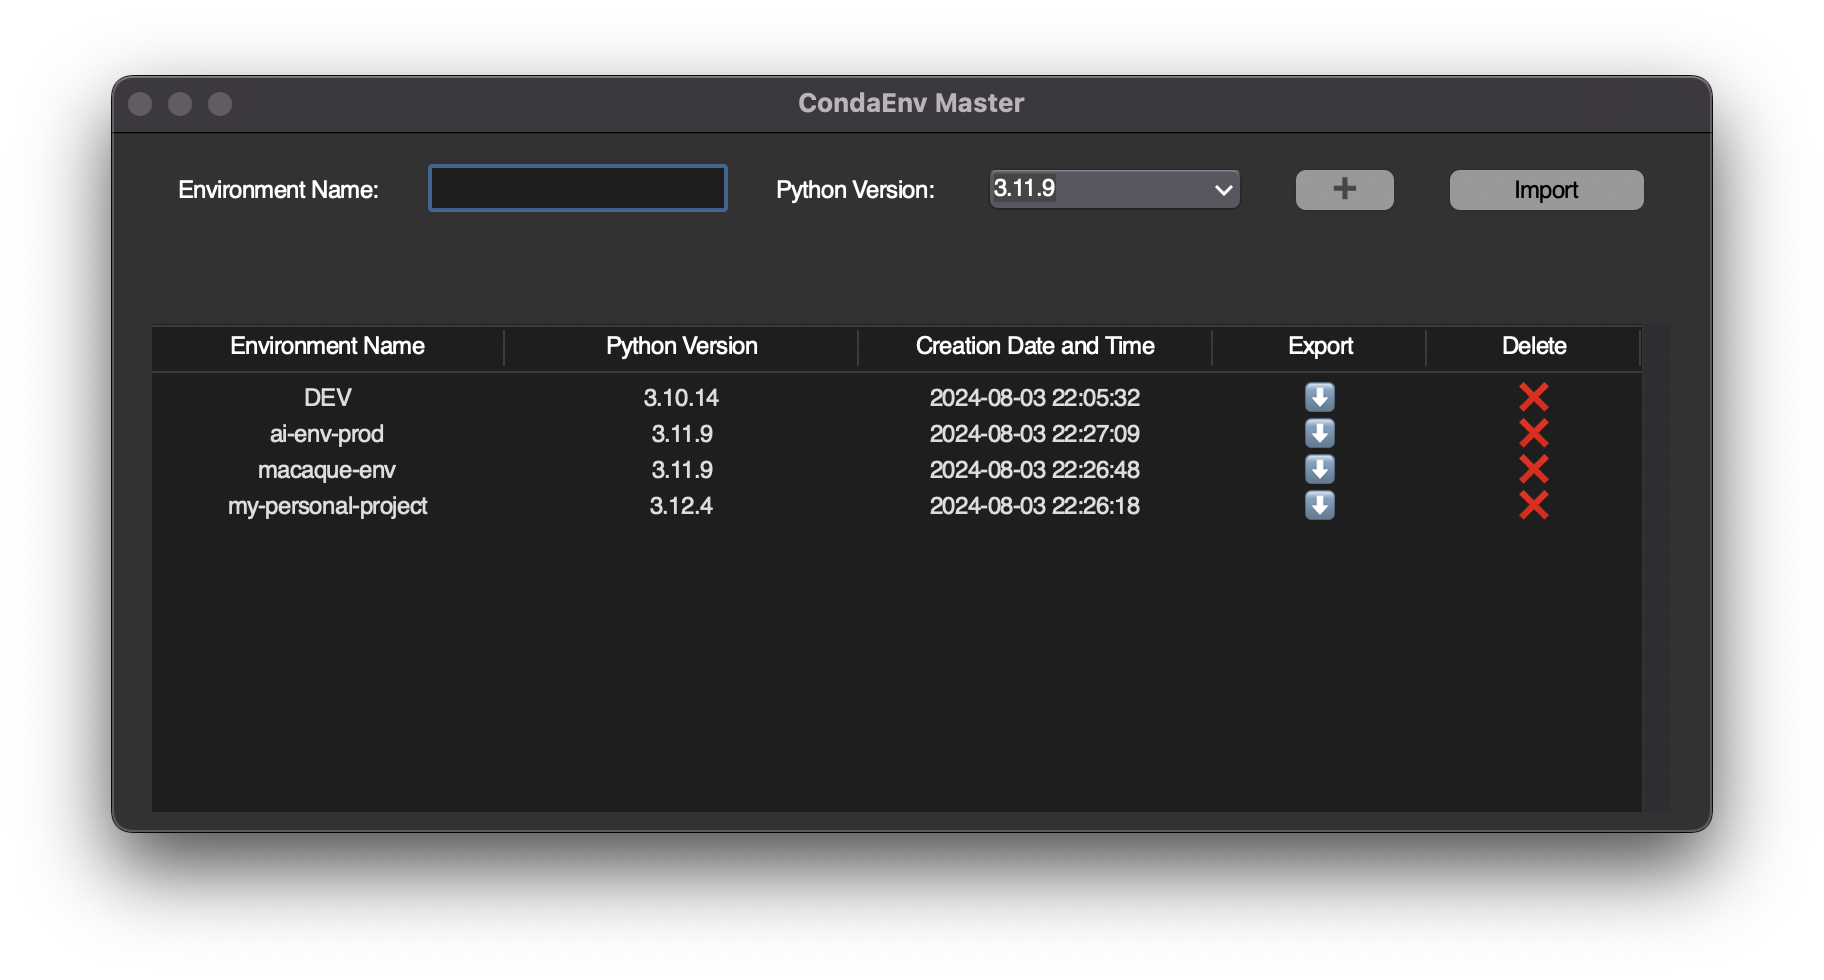 CondaEnv Master
Environment Name: Python Version: 3.11.9 + Import
Environment Name Python Version Creation Date and Time Export Delete
DEV 3.10.14 2024-08-03 22:05:32
ai-env-prod 3.11.9 2024-08-03 22:27:09
macaque-env 3.11.9 2024-08-03 22:26:48
my-personal-project 3.12.4 2024-08-03 22:26:18